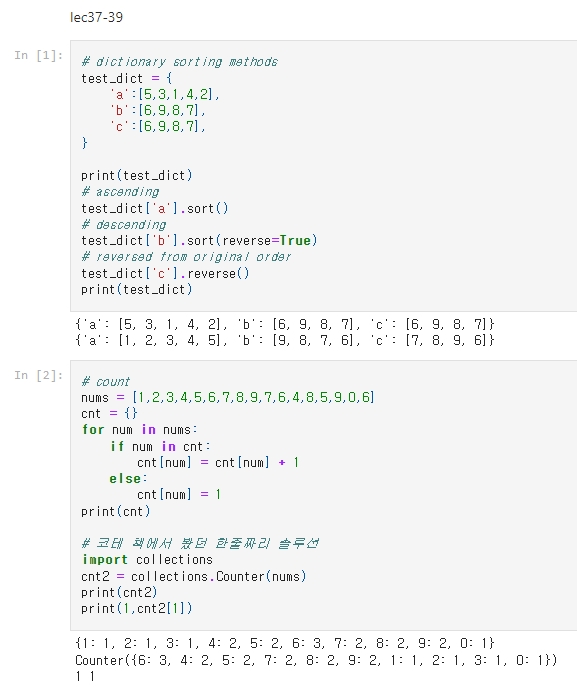 lec37-39
In [1]:
# dictionary sorting methods
test_dict = {
    'a':[5,3,1,4,2],
    'b':[6,9,8,7],
    'c':[6,9,8,7],
}
print(test_dict)
# ascending
test_dict['a'].sort()
# descending
test_dict['b'].sort(reverse=True)
# reversed from original order
test_dict['c'].reverse()
print(test_dict)
{'a': [5, 3, 1, 4, 2], 'b': [6, 9, 8, 7], 'c': [6, 9, 8, 7]}
{'a': [1, 2, 3, 4, 5], 'b': [9, 8, 7, 6], 'c': [7, 8, 9, 6]}
In [2]:
# count
nums = [1,2,3,4,5,6,7,8,9,7,6,4,8,5,9,0,6]
cnt = {}
for num in nums:
    if num in cnt:
        cnt[num] = cnt[num] + 1
    else:
        cnt[num] = 1
print(cnt)
# 코테 책에서 봤던 한줄짜리 솔루션
import collections
cnt2 = collections.Counter(nums)
print(cnt2)
print(1,cnt2[1])
{1: 1, 2: 1, 3: 1, 4: 2, 5: 2, 6: 3, 7: 2, 8: 2, 9: 2, 0: 1}
Counter({6: 3, 4: 2, 5: 2, 7: 2, 8: 2, 9: 2, 1: 1, 2: 1, 3: 1, 0: 1})
1 1